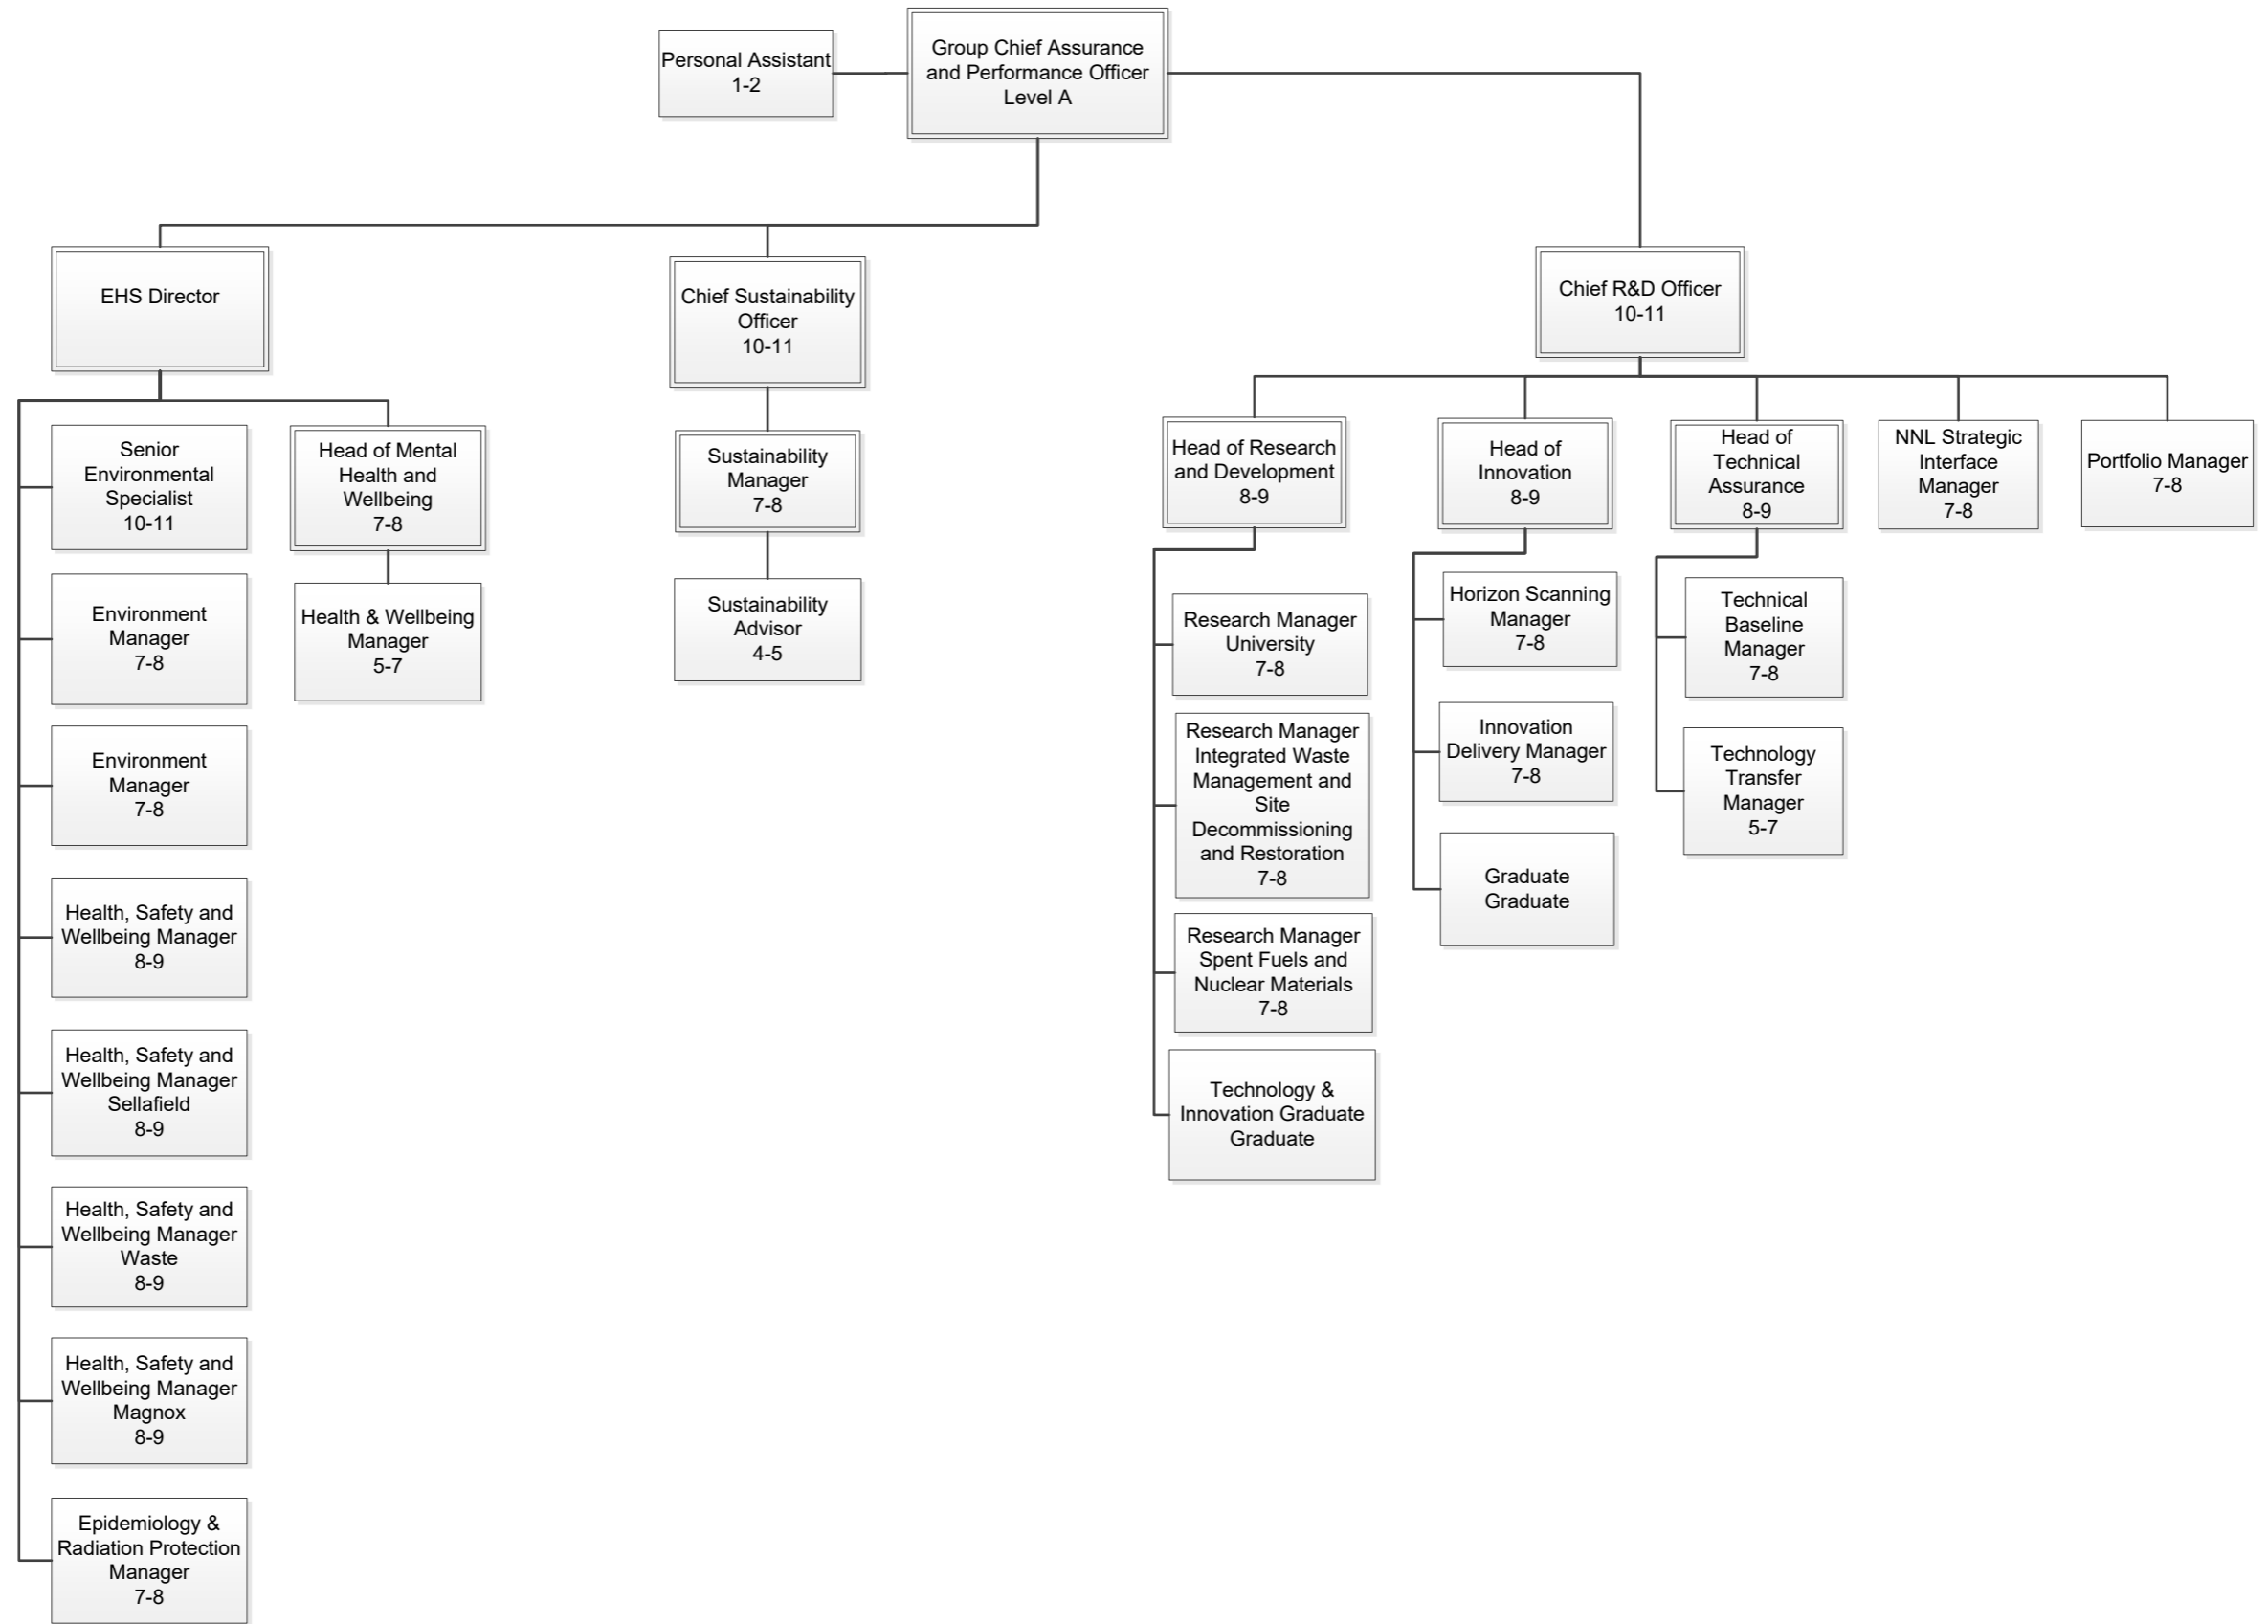 Personal Assistant
1-2
Group Chief Assurance
and Performance Officer
Level A
EHS Director
Chief Sustainability
Officer
10-11
Chief R&D Officer
10-11
Senior
Environmental
Specialist
10-11
Head of Mental
Health and
Wellbeing
7-8
Sustainability
Manager
7-8
Head of Research
and Development
8-9
Head of
Innovation
8-9
Head of
Technical
Assurance
8-9
NNL Strategic
Interface
Manager
7-8
Portfolio Manager
7-8
Environment
Manager
7-8
Health & Wellbeing
Manager
5-7
Sustainability
Advisor
4-5
Research Manager
University
7-8
Horizon Scanning
Manager
7-8
Technical
Baseline
Manager
7-8
Environment
Manager
7-8
Research Manager
Integrated Waste
Management and
Site
Decommissioning
and Restoration
7-8
Innovation
Delivery Manager
7-8
Technology
Transfer
Manager
5-7
Health, Safety and
Wellbeing Manager
8-9
Research Manager
Spent Fuels and
Nuclear Materials
7-8
Graduate
Graduate
Health, Safety and
Wellbeing Manager
Sellafield
8-9
Technology &
Innovation Graduate
Graduate
Health, Safety and
Wellbeing Manager
Waste
8-9
Health, Safety and
Wellbeing Manager
Magnox
8-9
Epidemiology &
Radiation Protection
Manager
7-8